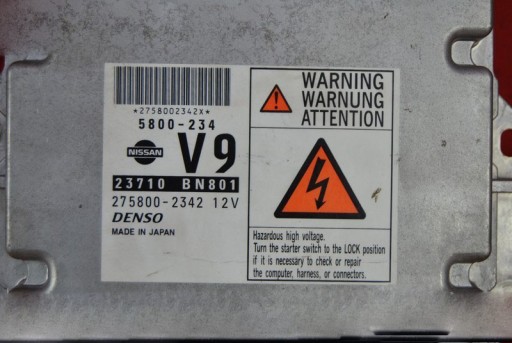 *2758002342X*
5800-234
NISSAN
V9
23710 BN801
275800-2342 12V
DENSO
MADE IN JAPAN
WARNING
WARNUNG
ATTENTION
Hazardous high voltage.
Turn the starter switch to the LOCK position
if it is necessary to check or repair
the computer, harness, or connectors.